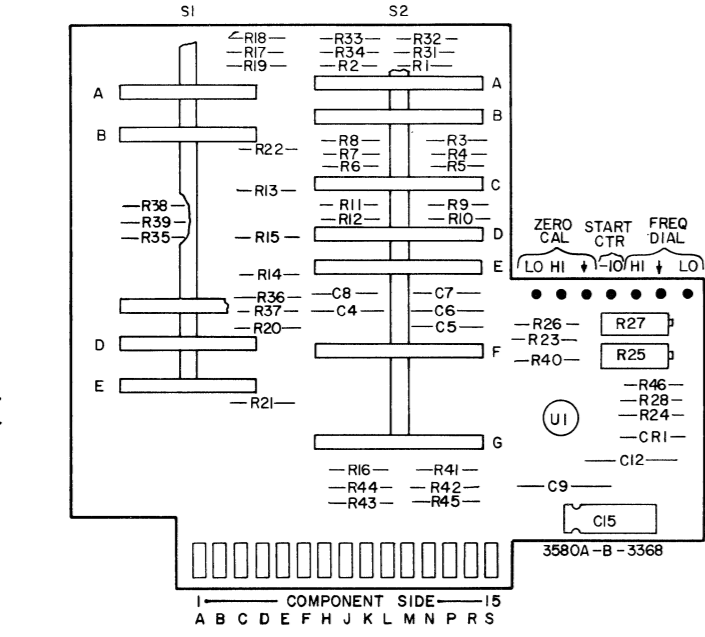 S1 S2
R18 R33 R32
R17 R34 R31
R19 R2 R1
A A
B B
R22 R8 R3
R7 R4
R6 R5
R13 C
R38 R11 R9
R39 R12 R10
R35 R15 D
ZERO CAL START CTR FREQ DIAL
R14 E
LO HI -10 HI LO
R36 C8 C7
R37 C4 C6
R20 C5
R26 R27
R23
D F R40 R25
E
R21
R46
R28
R24
U1
CR1
G
C12
R16 R41
R44 R42 C9
R43 R45
C15
3580A-B-3368
1 COMPONENT SIDE 15
A B C D E F H J K L M N P R S